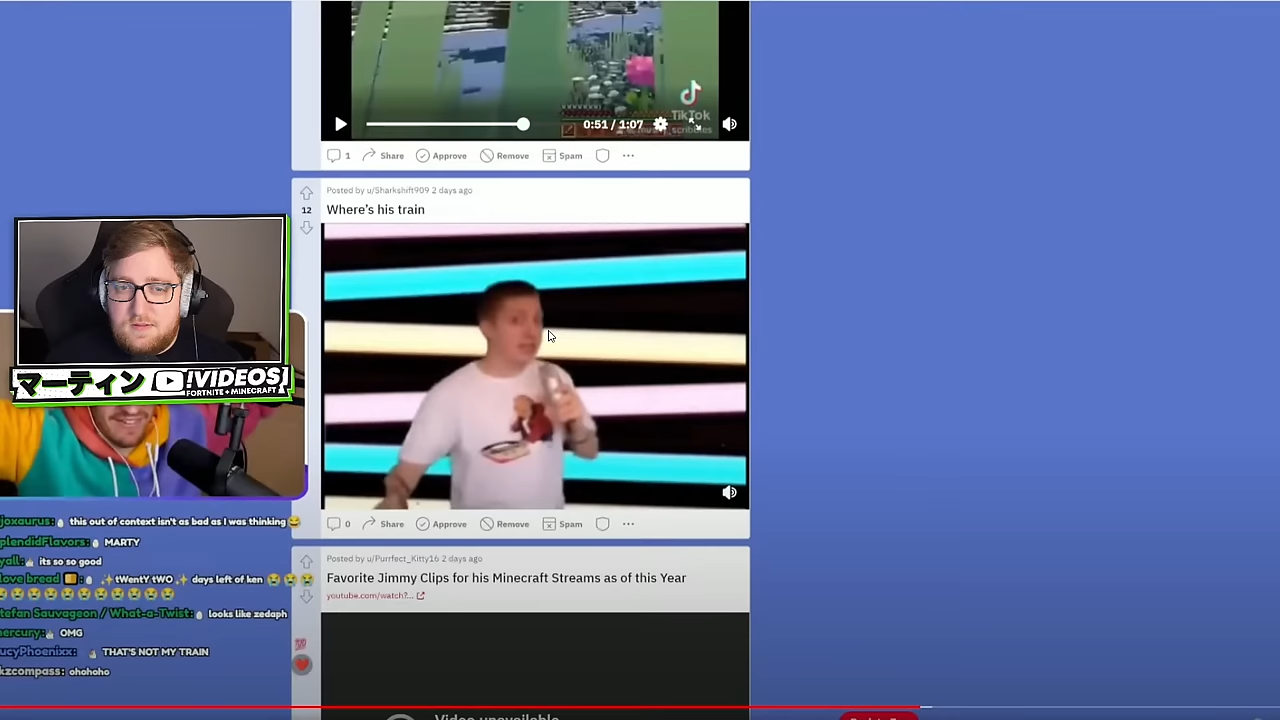 TikTok
0:51 / 1:07
1 Share Approve Remove Spam
Posted by u/Sharkshift909 2 days ago
12
Where's his train
マーティン !VIDEOS
FORTNITE + MINECRAFT
0 Share Approve Remove Spam
Posted by u/Purrfect_Kitty16 2 days ago
Favorite Jimmy Clips for his Minecraft Streams as of this Year
youtube.com/watch?...
joxaurus: this out of context isn't as bad as I was thinking
splendidFlavors: MARTY
yall: its so so good
love bread : ✨tWentY tWO✨ days left of ken 😭😭😭
😭😭😭😭😭😭😭😭😭😭😭
tefan Sauvageon / What-a-Twist: looks like zedaph
mercury: OMG
ucyPhoenixx: THAT'S NOT MY TRAIN
kzcompass: ohohoho
💯
Video unavailable